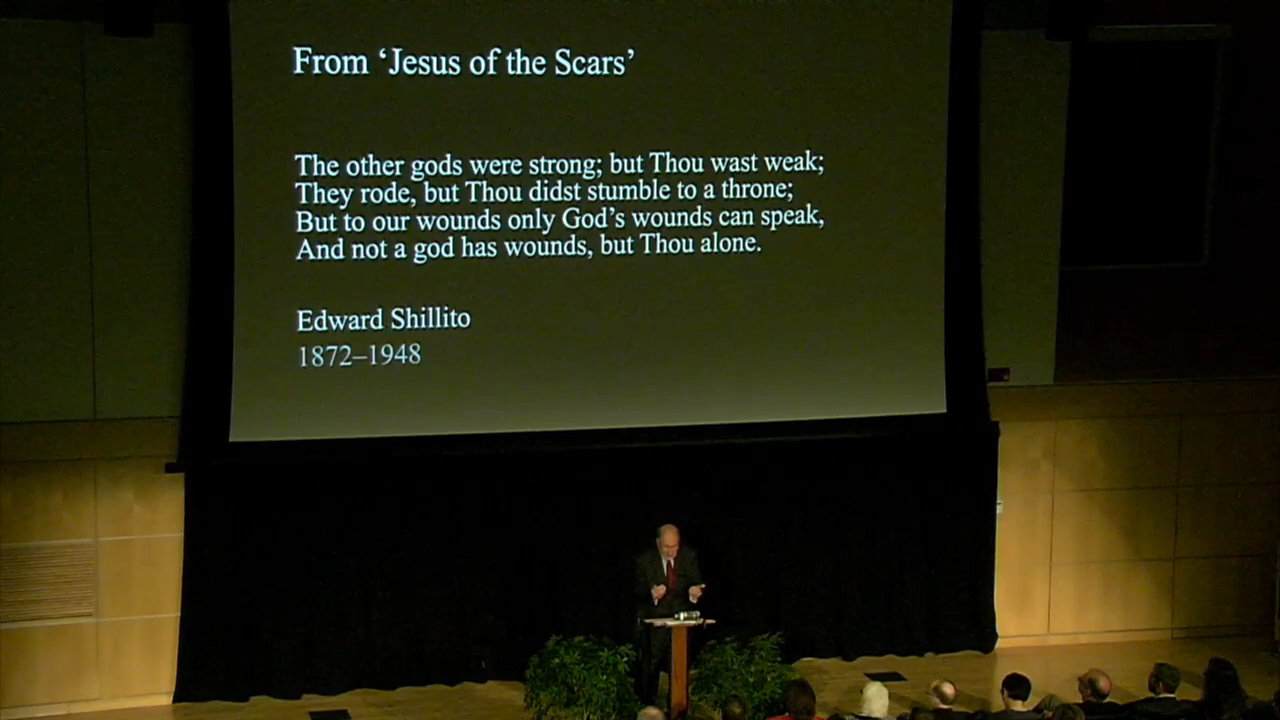 From ‘Jesus of the Scars’
The other gods were strong; but Thou wast weak;
They rode, but Thou didst stumble to a throne;
But to our wounds only God’s wounds can speak,
And not a god has wounds, but Thou alone.
Edward Shillito
1872–1948